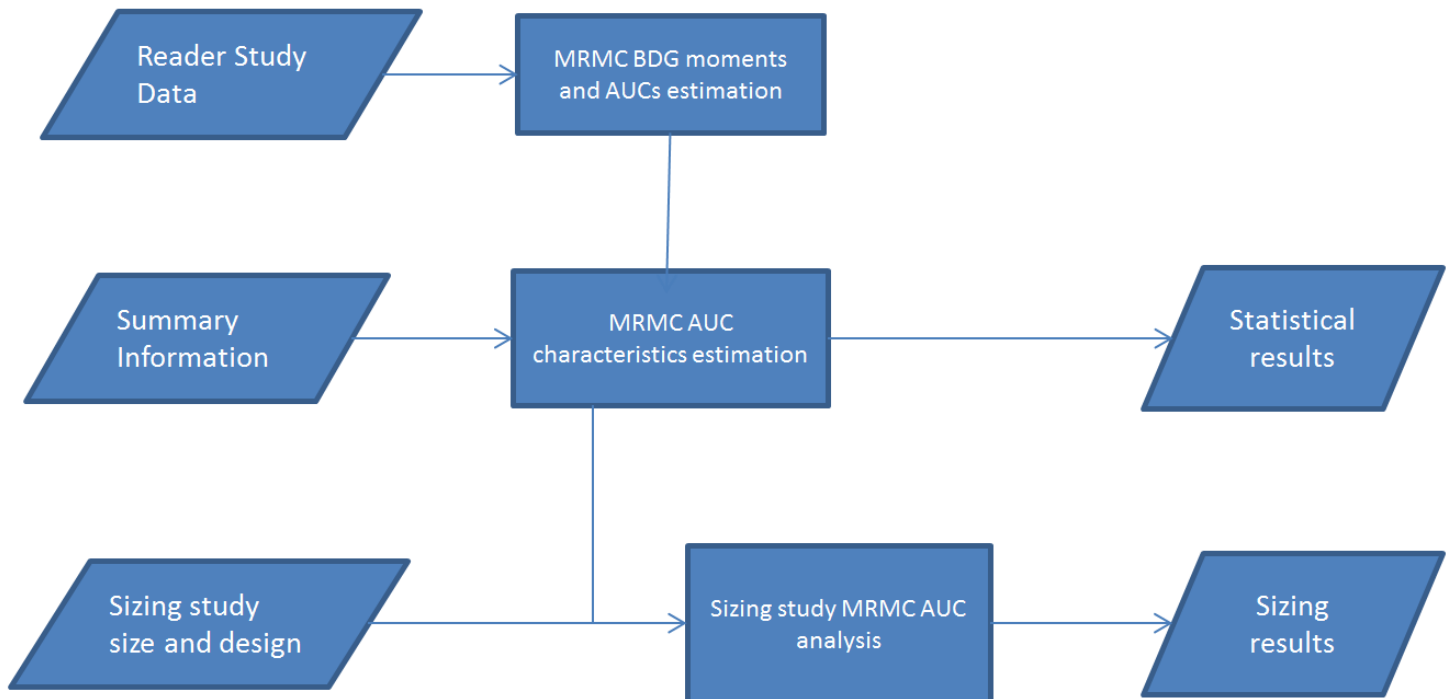 Reader Study
Data
MRMC BDG moments
and AUCs estimation
Summary
Information
MRMC AUC
characteristics estimation
Statistical
results
Sizing study
size and design
Sizing study MRMC AUC
analysis
Sizing
results